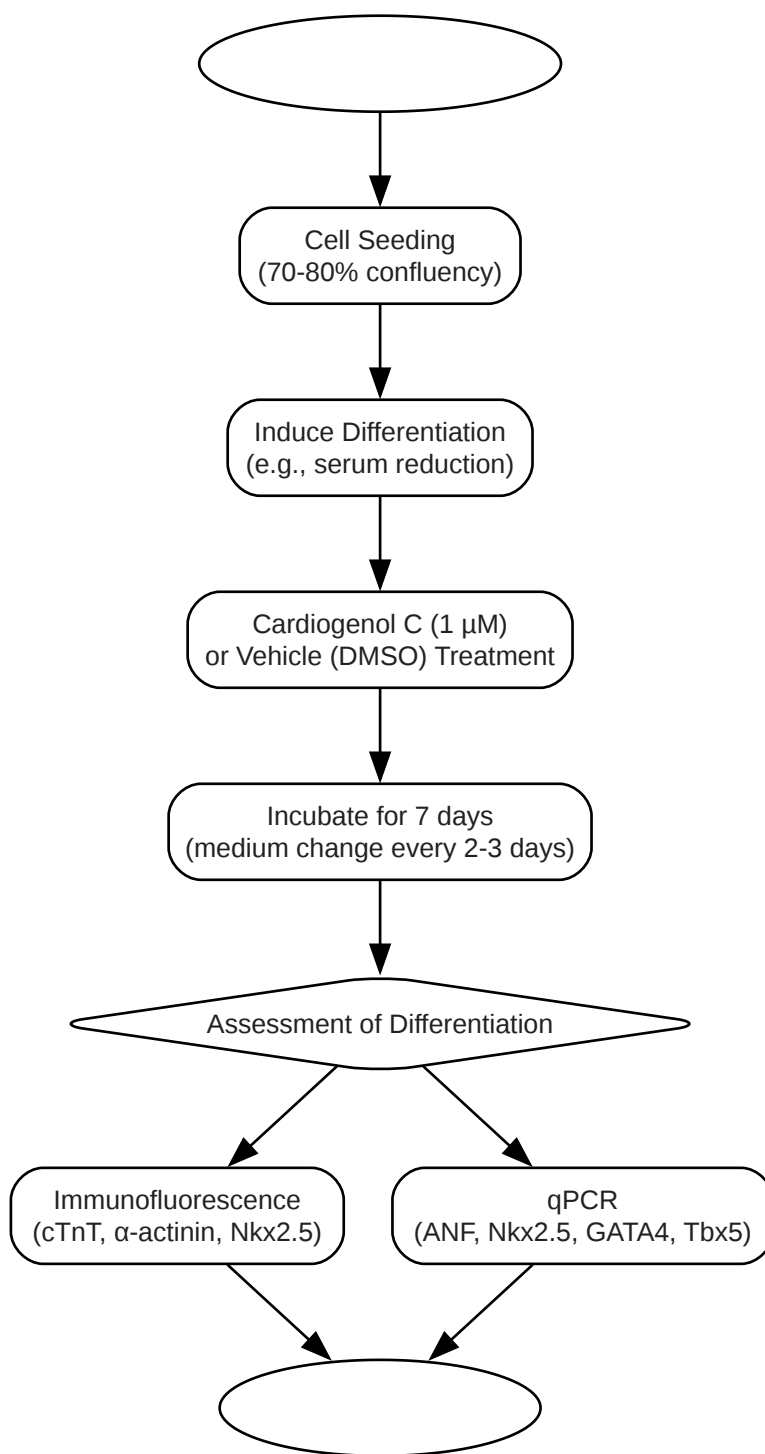 Cell Seeding
(70-80% confluency)
Induce Differentiation
(e.g., serum reduction)
Cardiogenol C (1 µM)
or Vehicle (DMSO) Treatment
Incubate for 7 days
(medium change every 2-3 days)
Assessment of Differentiation
Immunofluorescence
(cTnT, α-actinin, Nkx2.5)
qPCR
(ANF, Nkx2.5, GATA4, Tbx5)